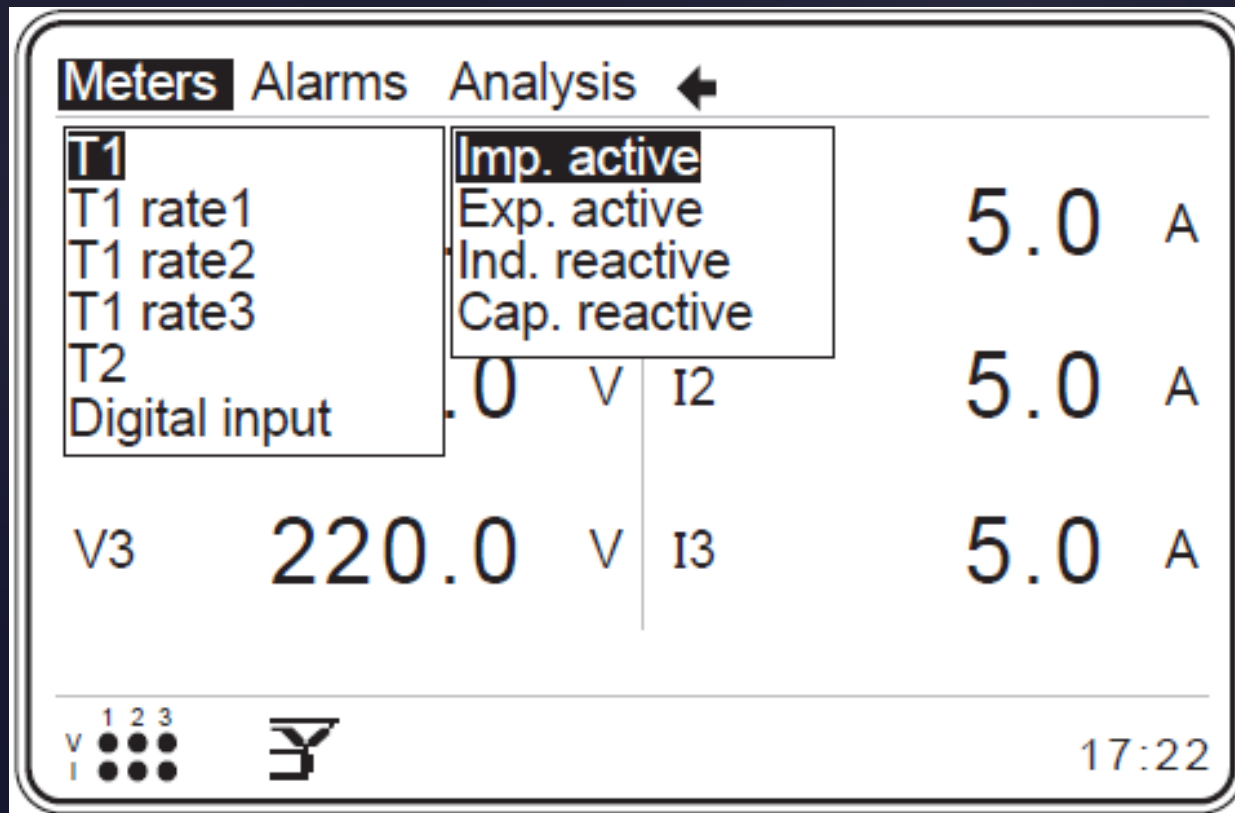 Meters Alarms Analysis
T1
T1 rate1
T1 rate2
T1 rate3
T2
Digital input
Imp. active
Exp. active
Ind. reactive
Cap. reactive
5.0 A
.0 V I2 5.0 A
V3 220.0 V I3 5.0 A
1 2 3
V
I
17:22